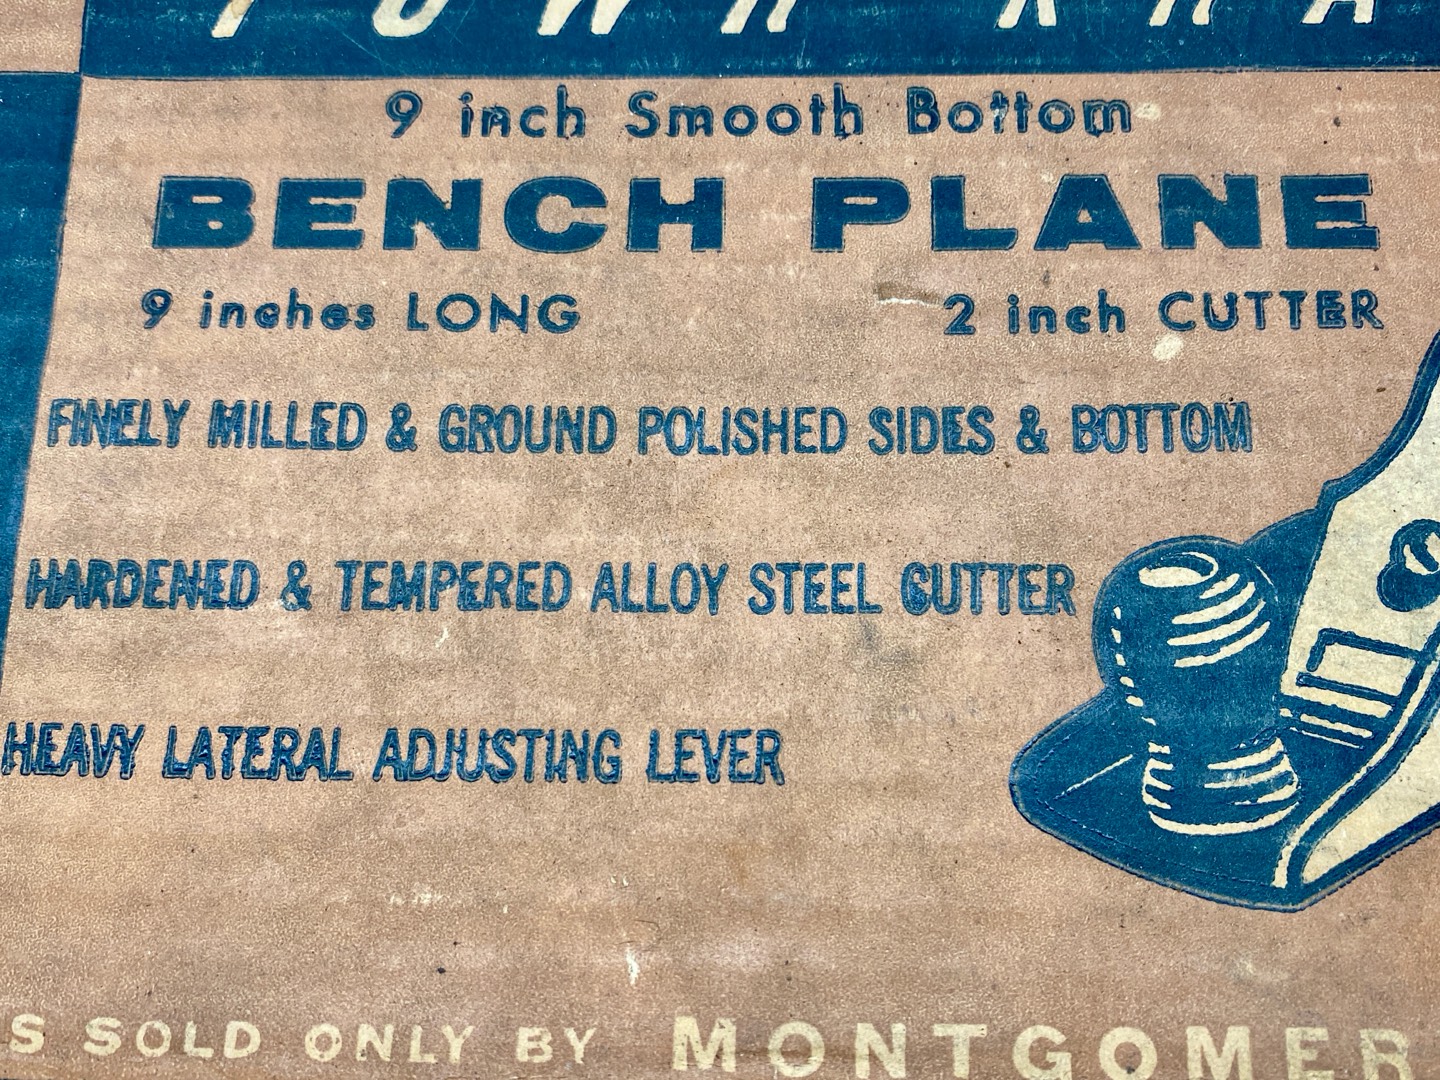 9 inch Smooth Bottom
BENCH PLANE
9 inches LONG 2 inch CUTTER
FINELY MILLED & GROUND POLISHED SIDES & BOTTOM
HARDENED & TEMPERED ALLOY STEEL CUTTER
HEAVY LATERAL ADJUSTING LEVER
S SOLD ONLY BY MONTGOMER